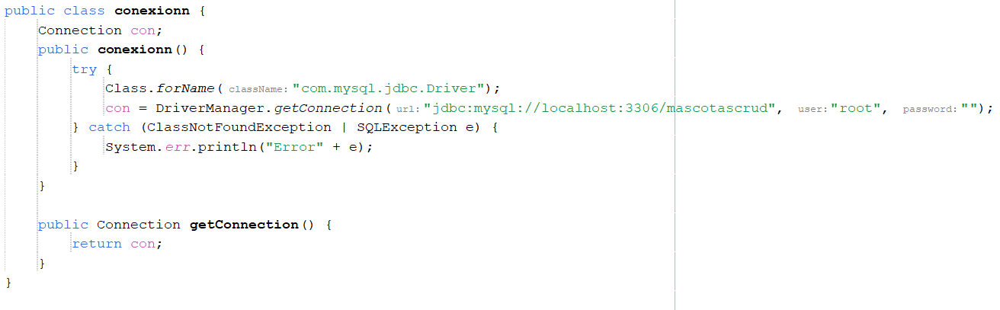 public class conexionn {
    Connection con;
    public conexionn() {
        try {
            Class.forName( className: "com.mysql.jdbc.Driver");
            con = DriverManager.getConnection( url: "jdbc:mysql://localhost:3306/mascotascrud", user: "root", password: "");
        } catch (ClassNotFoundException | SQLException e) {
            System.err.println("Error" + e);
        }
    }

    public Connection getConnection() {
        return con;
    }
}